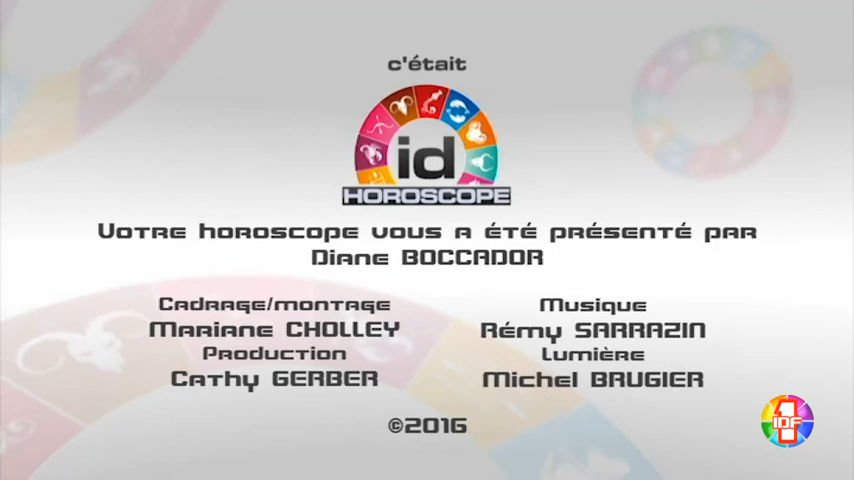 c'était
id
HOROSCOPE
Votre horoscope vous a été présenté par
Diane BOCCADOR
Cadrage/montage
Mariane CHOLLEY
Production
Cathy GERBER
Musique
Rémy SARRAZIN
Lumière
Michel BRUGIER
©2016
1
IDF